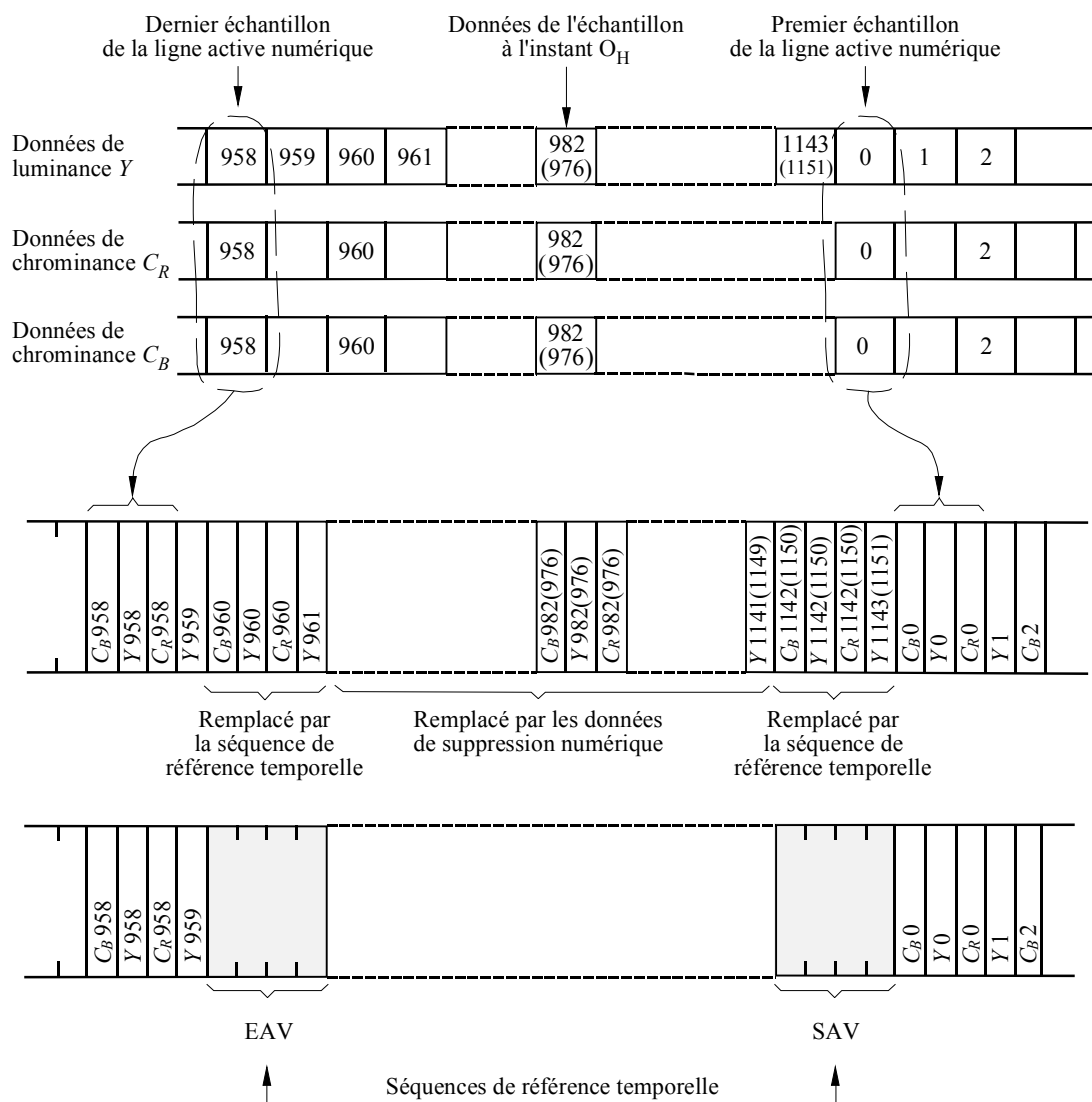 Dernier échantillon
de la ligne active numérique
Données de l'échantillon
à l'instant O_H
Premier échantillon
de la ligne active numérique
Données de
luminance Y
958 959 960 961 982 1143 0 1 2
(976) (1151)
Données de
chrominance C_R
958 960 982 0 2
(976)
Données de
chrominance C_B
958 960 982 0 2
(976)
C_B 958
Y 958
C_R 958
Y 959
C_B 960
Y 960
C_R 960
Y 961
C_B 982(976)
Y 982(976)
C_R 982(976)
Y 1141(1149)
C_B 1142(1150)
Y 1142(1150)
C_R 1142(1150)
Y 1143(1151)
C_B 0
Y 0
C_R 0
Y 1
C_B 2
Remplacé par
la séquence de
référence temporelle
Remplacé par les données
de suppression numérique
Remplacé par
la séquence de
référence temporelle
C_B 958
Y 958
C_R 958
Y 959
C_B 0
Y 0
C_R 0
Y 1
C_B 2
EAV
SAV
Séquences de référence temporelle